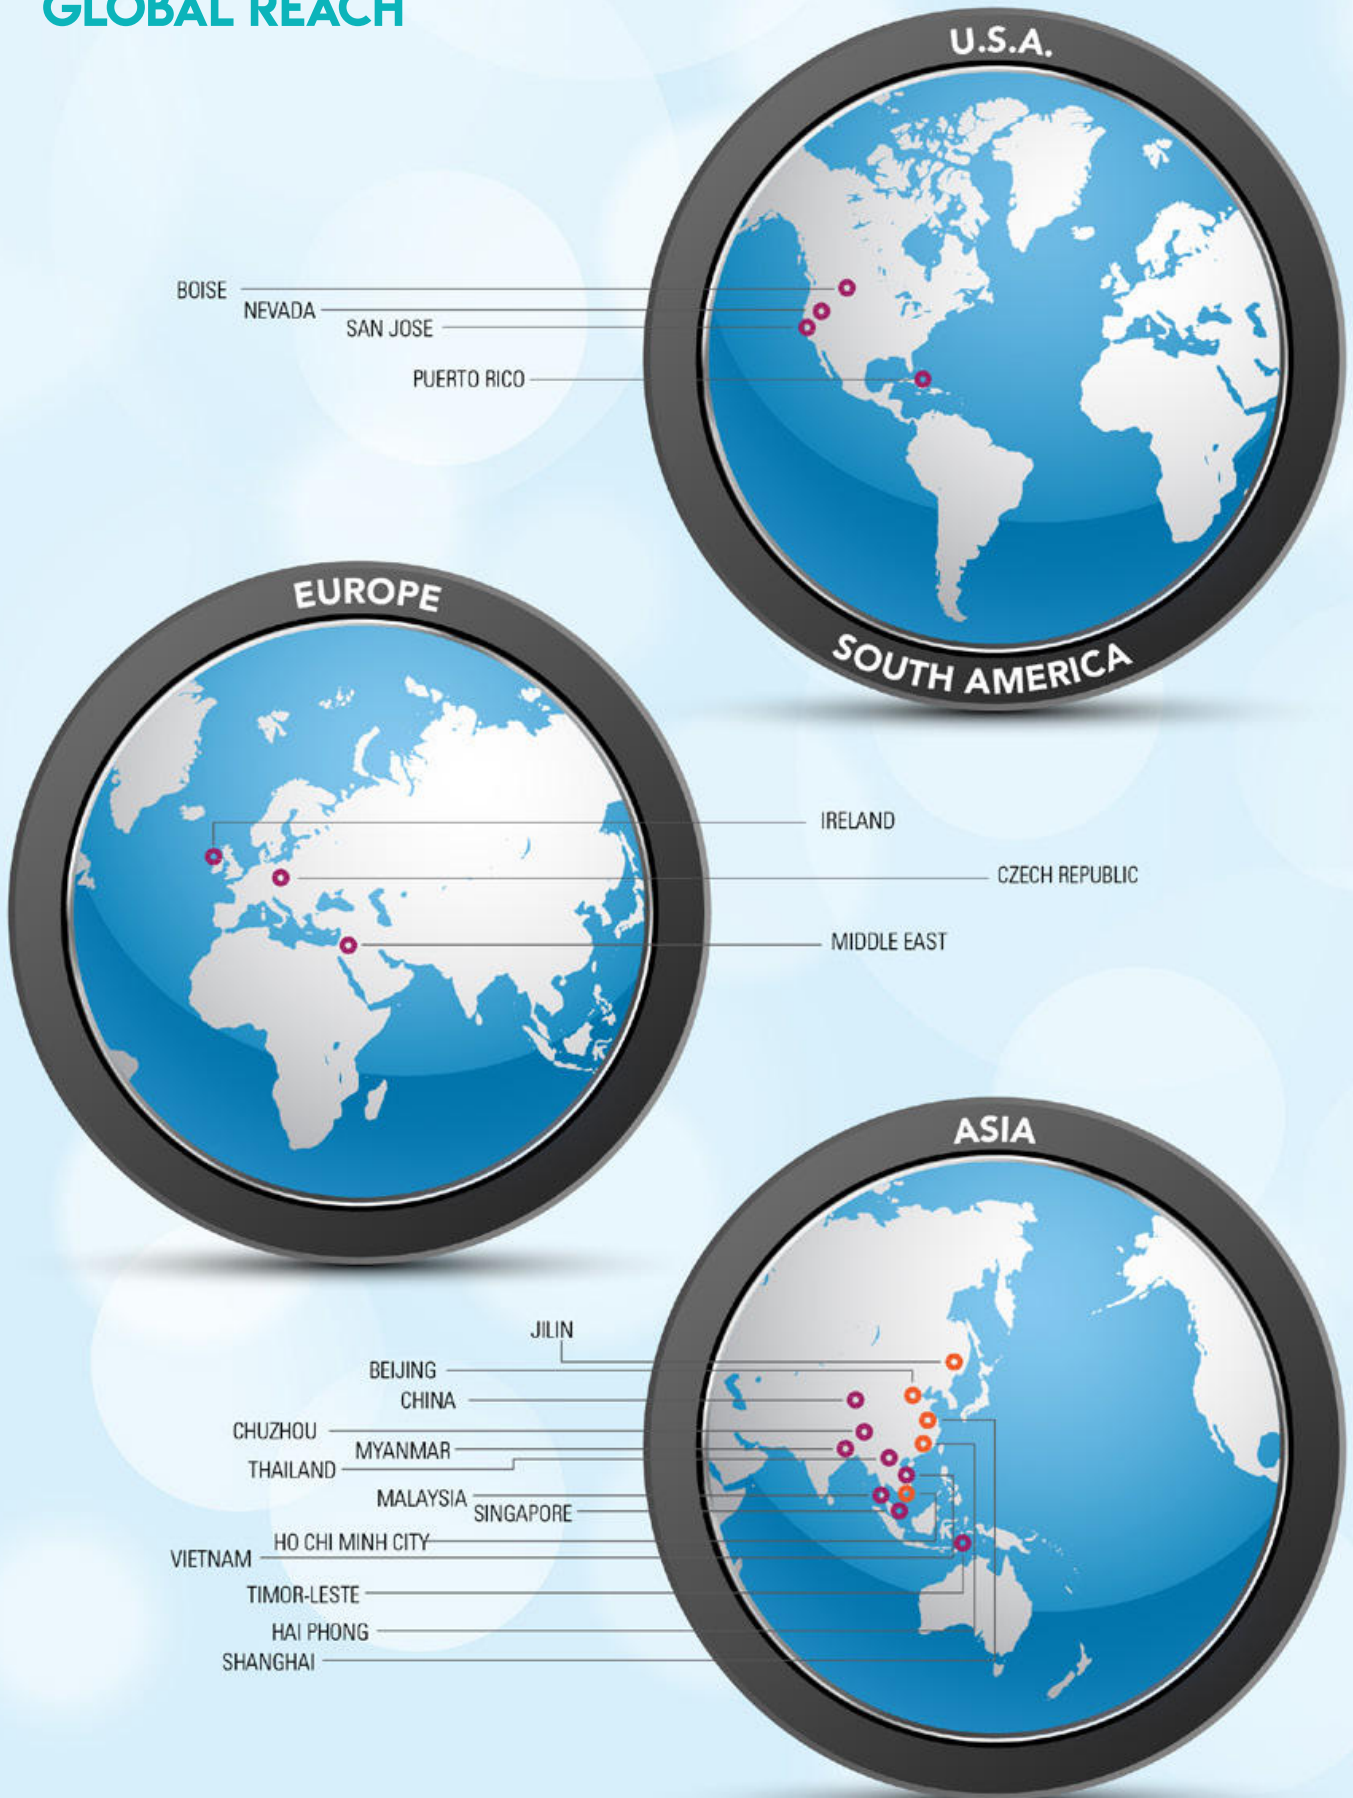 GLOBAL REACH
U.S.A.
BOISE
NEVADA
SAN JOSE
PUERTO RICO
SOUTH AMERICA
EUROPE
IRELAND
CZECH REPUBLIC
MIDDLE EAST
ASIA
JILIN
BEIJING
CHINA
CHUZHOU
MYANMAR
THAILAND
MALAYSIA
SINGAPORE
HO CHI MINH CITY
VIETNAM
TIMOR-LESTE
HAI PHONG
SHANGHAI